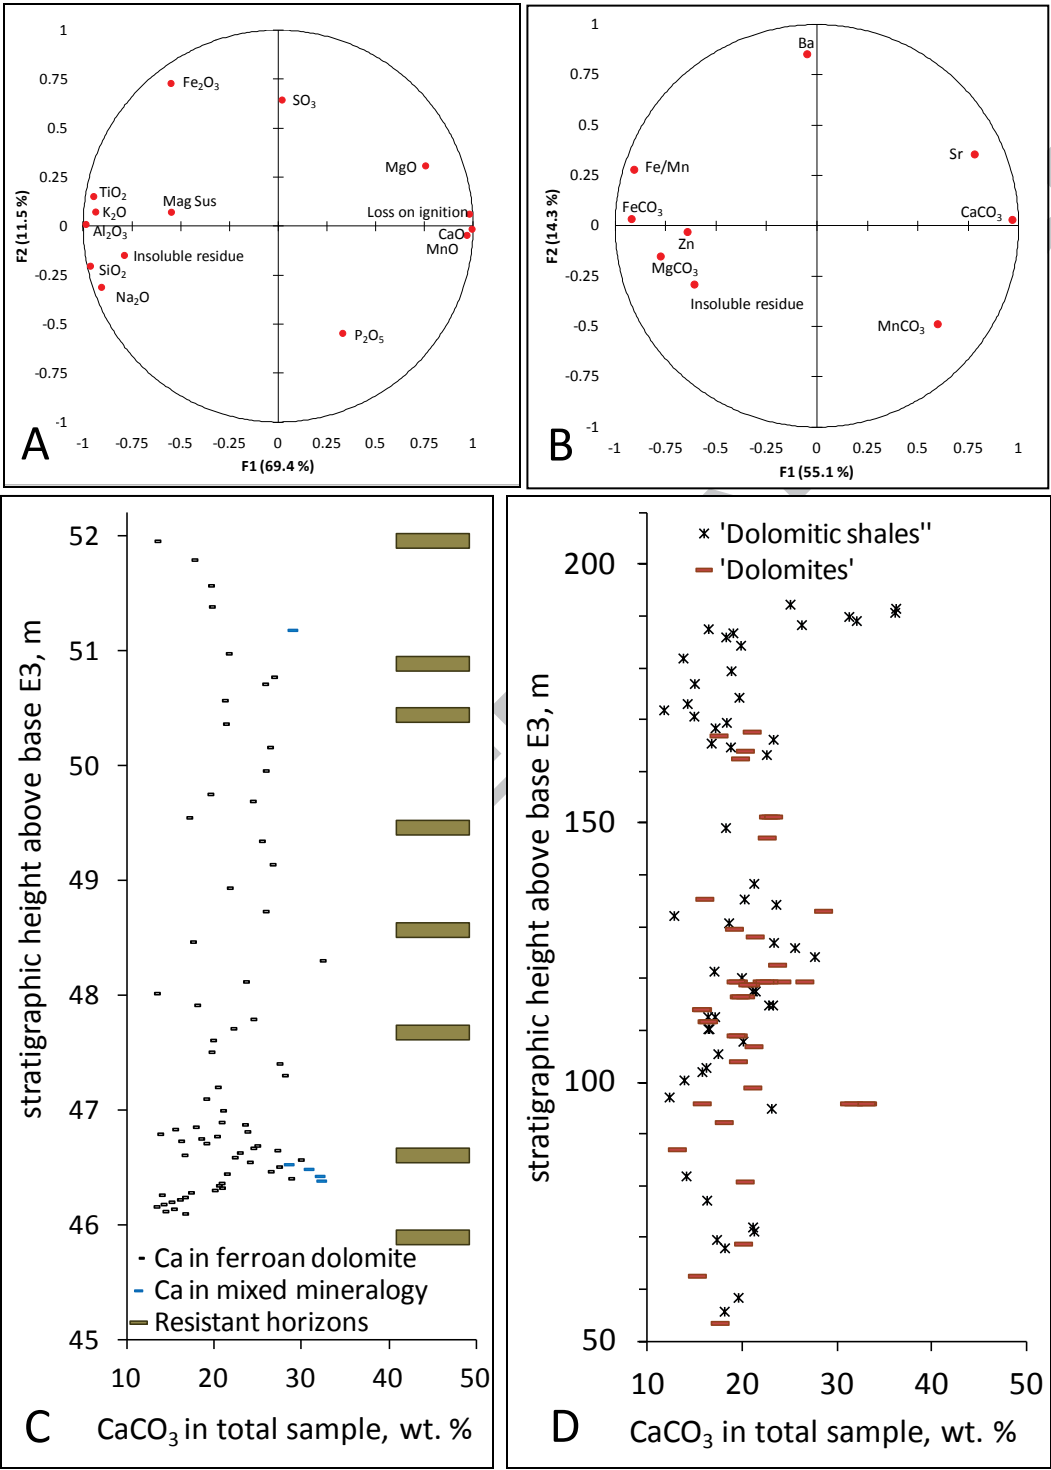 1
0.75
0.5
0.25
0
-0.25
-0.5
-0.75
-1
F2 (11.5 %)
Fe₂O₃
SO₃
MgO
TiO₂
K₂O
Mag Sus
Loss on ignition
Al₂O₃
CaO
MnO
Insoluble residue
SiO₂
Na₂O
P₂O₅
-1 -0.75 -0.5 -0.25 0 0.25 0.5 0.75 1
F1 (69.4 %)
A
1
0.75
0.5
0.25
0
-0.25
-0.5
-0.75
-1
F2 (14.3 %)
Ba
Sr
Fe/Mn
FeCO₃
CaCO₃
Zn
MgCO₃
Insoluble residue
MnCO₃
-1 -0.75 -0.5 -0.25 0 0.25 0.5 0.75 1
F1 (55.1 %)
B
52
51
50
49
48
47
46
45
stratigraphic height above base E3, m
Ca in ferroan dolomite
Ca in mixed mineralogy
Resistant horizons
10 20 30 40 50
CaCO₃ in total sample, wt. %
C
'Dolomitic shales''
'Dolomites'
200
150
100
50
stratigraphic height above base E3, m
10 20 30 40 50
CaCO₃ in total sample, wt. %
D